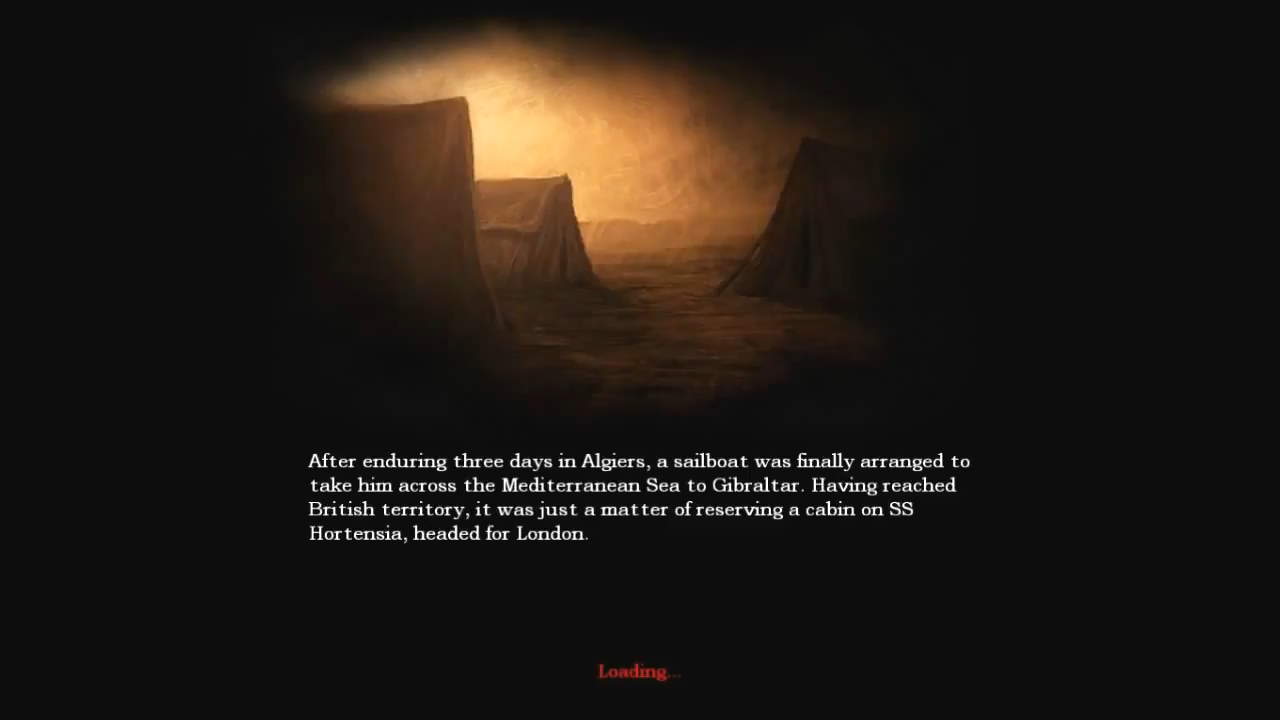 After enduring three days in Algiers, a sailboat was finally arranged to
take him across the Mediterranean Sea to Gibraltar. Having reached
British territory, it was just a matter of reserving a cabin on SS
Hortensia, headed for London.
Loading...